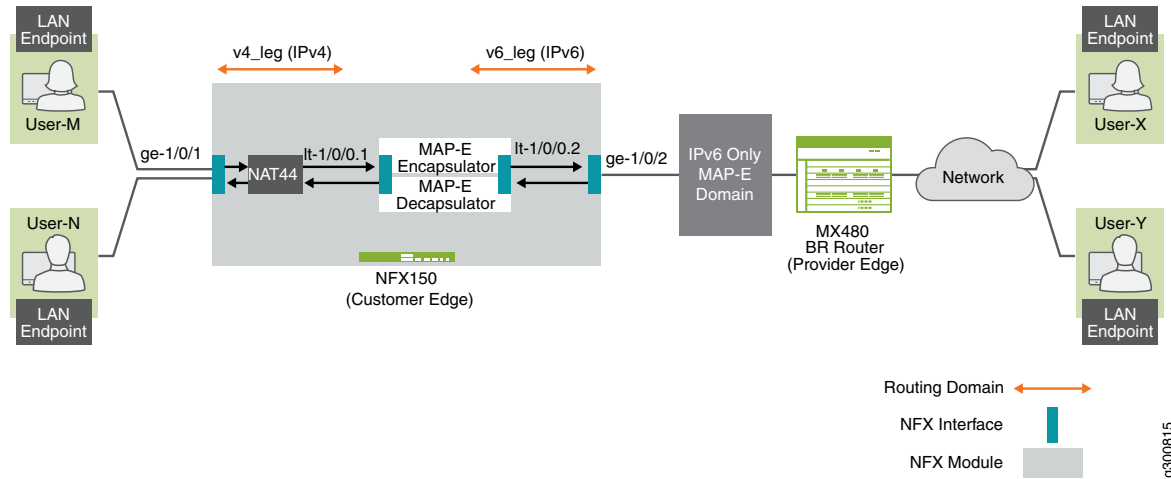 LAN
Endpoint
User-M
v4_leg (IPv4)
v6_leg (IPv6)
LAN
Endpoint
User-X
ge-1/0/1
NAT44
lt-1/0/0.1
MAP-E
Encapsulator
MAP-E
Decapsulator
lt-1/0/0.2
ge-1/0/2
IPv6 Only
MAP-E
Domain
MX480
BR Router
(Provider Edge)
Network
User-N
LAN
Endpoint
NFX150
(Customer Edge)
User-Y
LAN
Endpoint
Routing Domain
NFX Interface
NFX Module
g300815